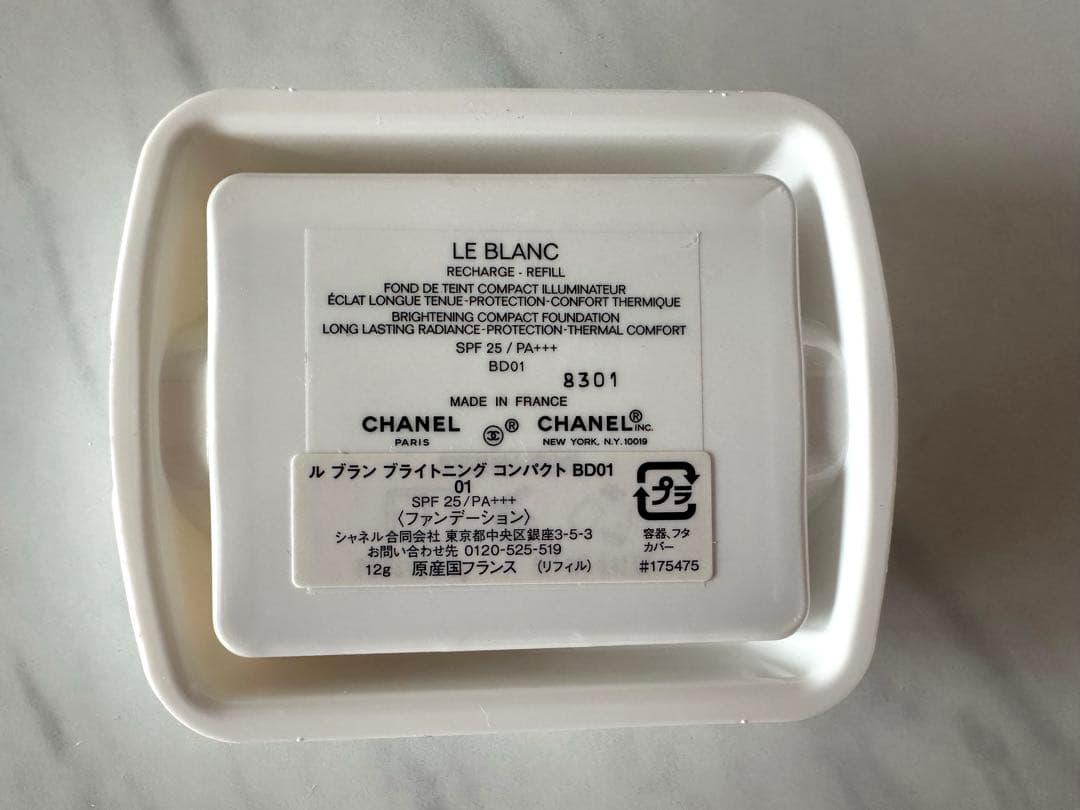 LE BLANC
RECHARGE - REFILL
FOND DE TEINT COMPACT ILLUMINATEUR
ÉCLAT LONGUE TENUE-PROTECTION-CONFORT THERMIQUE
BRIGHTENING COMPACT FOUNDATION
LONG LASTING RADIANCE-PROTECTION-THERMAL COMFORT
SPF 25 / PA+++
BD01
8301
MADE IN FRANCE
CHANEL ® CHANEL® INC.
PARIS NEW YORK, N.Y. 10019
ル ブラン ブライトニング コンパクト BD01
01
SPF 25/PA+++
〈ファンデーション〉
シャネル合同会社 東京都中央区銀座3-5-3
お問い合わせ先 0120-525-519
12g 原産国フランス (リフィル)
プラ
容器、フタ
カバー
#175475